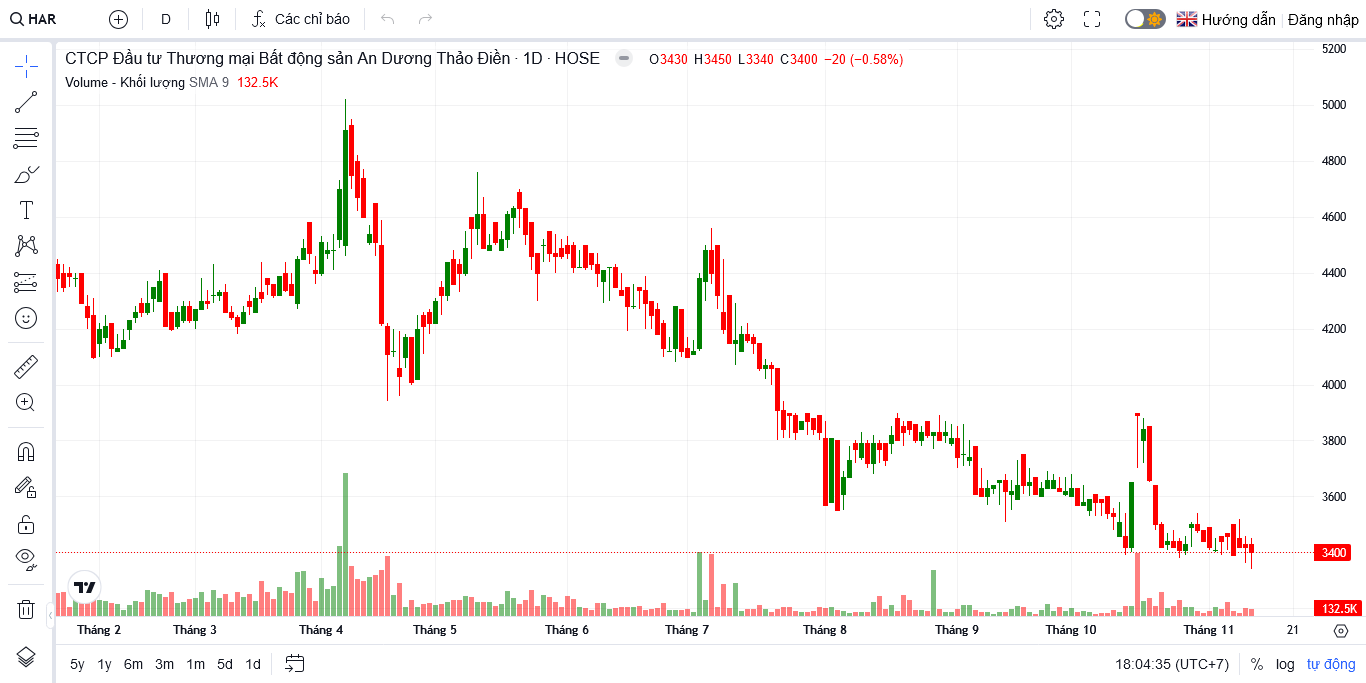 HAR D Các chỉ báo Hướng dẫn Đăng nhập
CTCP Đầu tư Thương mại Bất động sản An Dương Thảo Điền · 1D · HOSE O3430 H3450 L3340 C3400 −20 (−0.58%)
Volume - Khối lượng SMA 9 132.5K
5200
5000
4800
4600
4400
4200
4000
3800
3600
3400
132.5K
Tháng 2 Tháng 3 Tháng 4 Tháng 5 Tháng 6 Tháng 7 Tháng 8 Tháng 9 Tháng 10 Tháng 11 21
5y 1y 6m 3m 1m 5d 1d 18:04:35 (UTC+7) % log tự động